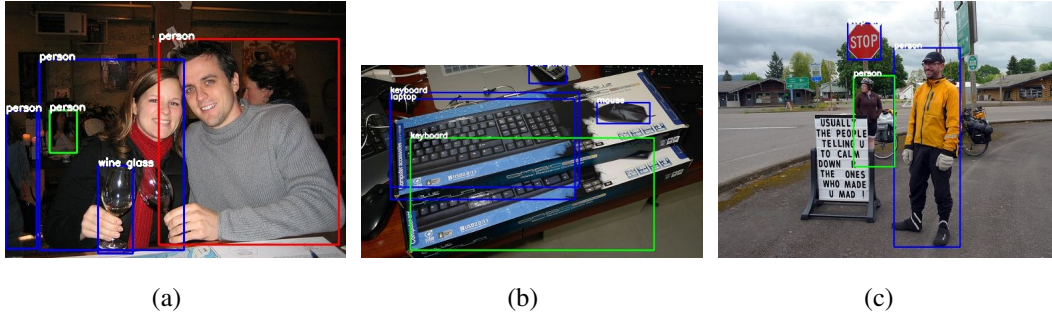 person
person
person
person
wine glass
keyboard
laptop
mouse
keyboard
STOP
person
person
USUALLY
THE PEOPLE
TELLING U
TO CALM
DOWN
THE ONES
WHO MADE
U MAD !
(a)
(b)
(c)